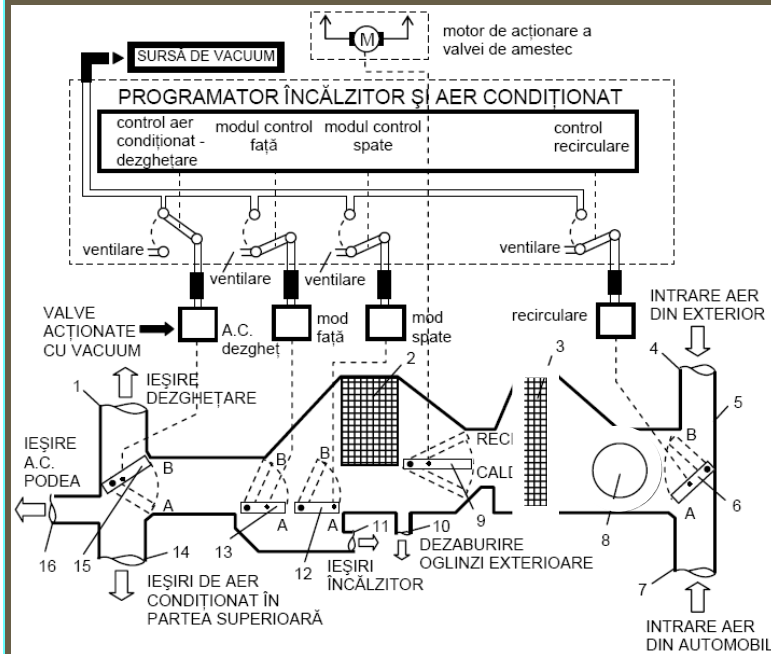 SURSĂ DE VACUUM
M
motor de acționare a
valvei de amestec
PROGRAMATOR ÎNCĂLZITOR ȘI AER CONDIȚIONAT
control aer
condiționat -
dezghețare
modul control
față
modul control
spate
control
recirculare
ventilare
ventilare
ventilare
ventilare
VALVE
ACȚIONATE
CU VACUUM
A.C.
dezgheț
mod
față
mod
spate
recirculare
INTRARE AER
DIN EXTERIOR
1
IEȘIRE
DEZGHEȚARE
2
3
4
5
IEȘIRE
A.C.
PODEA
B
A
B
A
B
A
RECI
CALD
B
A
6
7
8
9
10
11
12
13
14
15
16
IEȘIRI DE AER
CONDIȚIONAT ÎN
PARTEA SUPERIOARĂ
IEȘIRI
ÎNCĂLZITOR
DEZABURIRE
OGLINZI EXTERIOARE
INTRARE AER
DIN AUTOMOBIL